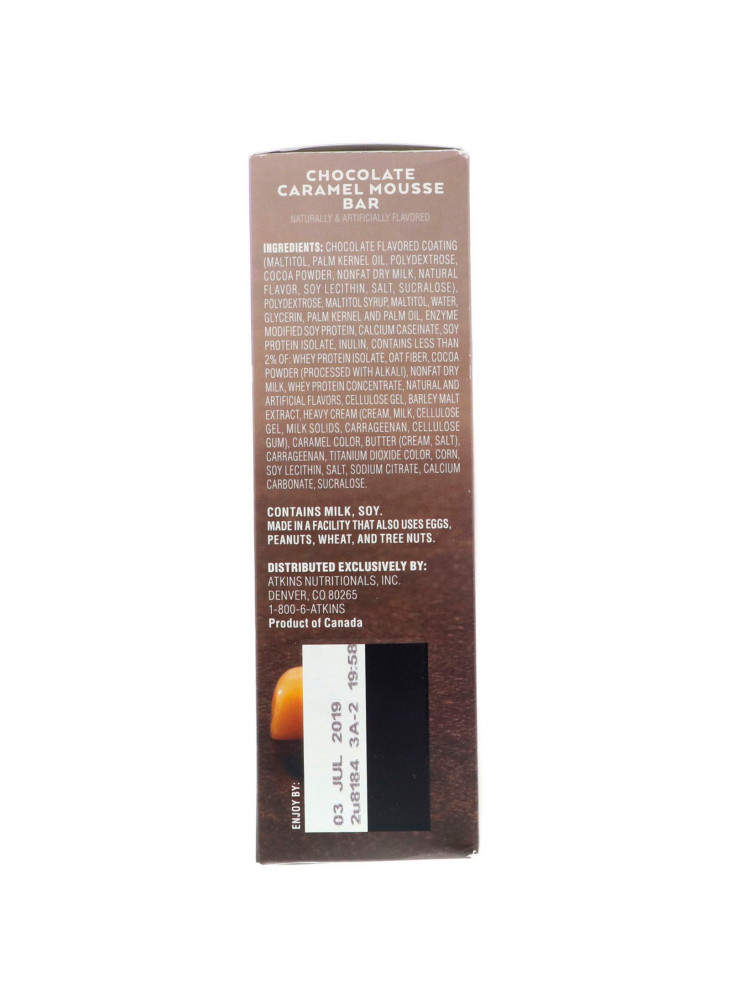 CHOCOLATE
CARAMEL MOUSSE
BAR
NATURALLY & ARTIFICIALLY FLAVORED
INGREDIENTS: CHOCOLATE FLAVORED COATING
(MALTITOL, PALM KERNEL OIL, POLYDEXTROSE,
COCOA POWDER, NONFAT DRY MILK, NATURAL
FLAVOR, SOY LECITHIN, SALT, SUCRALOSE),
POLYDEXTROSE, MALTITOL SYRUP, MALTITOL, WATER,
GLYCERIN, PALM KERNEL AND PALM OIL, ENZYME
MODIFIED SOY PROTEIN, CALCIUM CASEINATE, SOY
PROTEIN ISOLATE, INULIN, CONTAINS LESS THAN
2% OF: WHEY PROTEIN ISOLATE, OAT FIBER, COCOA
POWDER (PROCESSED WITH ALKALI), NONFAT DRY
MILK, WHEY PROTEIN CONCENTRATE, NATURAL AND
ARTIFICIAL FLAVORS, CELLULOSE GEL, BARLEY MALT
EXTRACT, HEAVY CREAM (CREAM, MILK, CELLULOSE
GEL, MILK SOLIDS, CARRAGEENAN, CELLULOSE
GUM), CARAMEL COLOR, BUTTER (CREAM, SALT),
CARRAGEENAN, TITANIUM DIOXIDE COLOR, CORN,
SOY LECITHIN, SALT, SODIUM CITRATE, CALCIUM
CARBONATE, SUCRALOSE.
CONTAINS MILK, SOY.
MADE IN A FACILITY THAT ALSO USES EGGS,
PEANUTS, WHEAT, AND TREE NUTS.
DISTRIBUTED EXCLUSIVELY BY:
ATKINS NUTRITIONALS, INC.
DENVER, CO 80265
1-800-6-ATKINS
Product of Canada
ENJOY BY:
03 JUL 2019
2u8184 3A-2 19:58